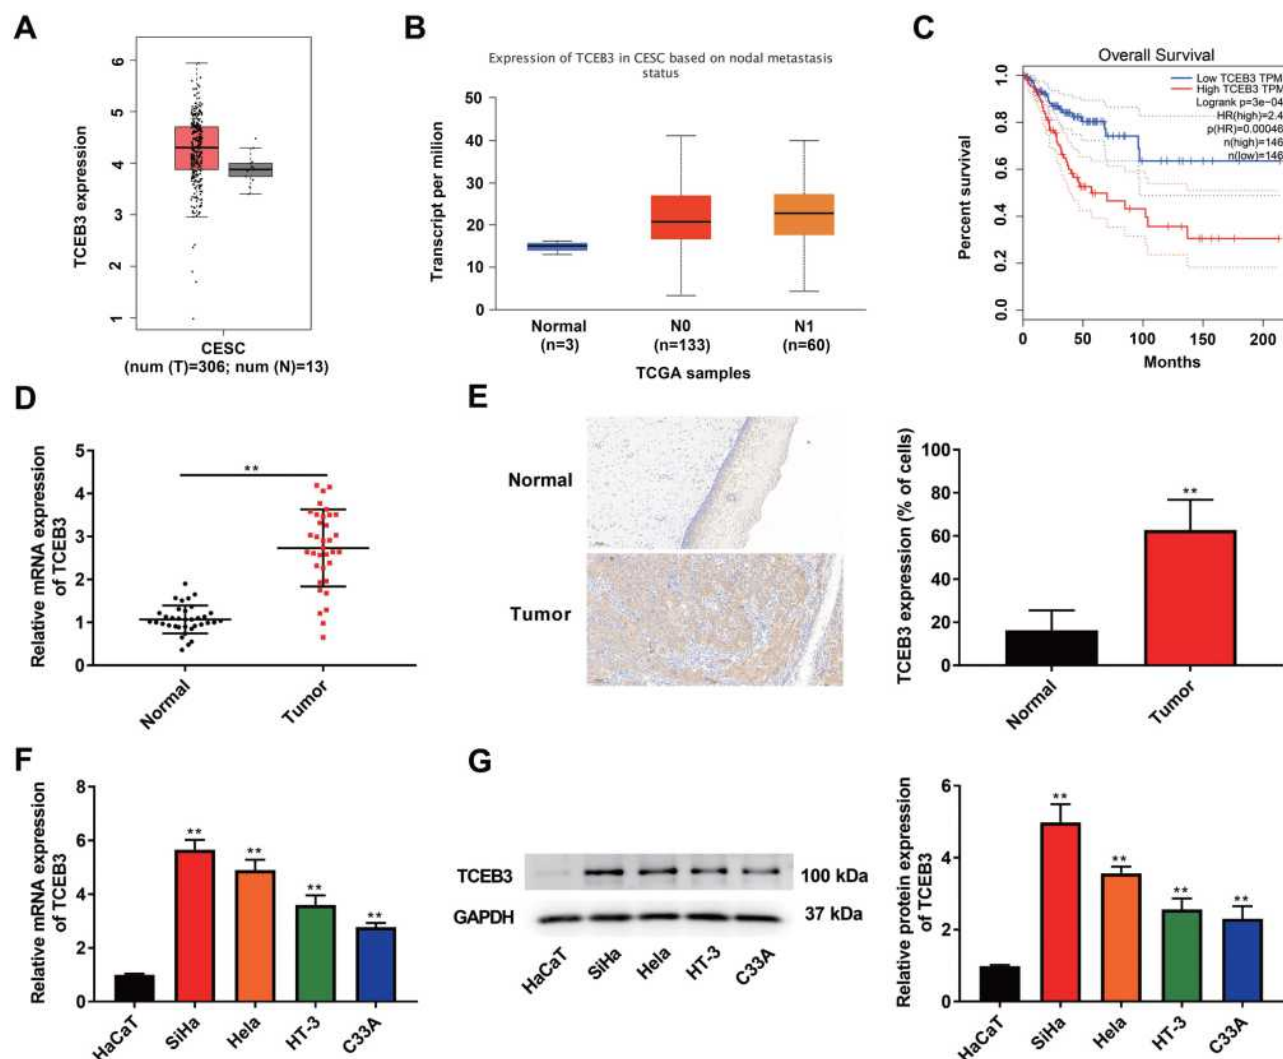 A
TCEB3 expression
6
5
4
3
2
1
CESC
(num (T)=306; num (N)=13)
B
Expression of TCEB3 in CESC based on nodal metastasis
status
Transcript per milion
50
40
30
20
10
0
Normal
(n=3)
N0
(n=133)
N1
(n=60)
TCGA samples
C
Overall Survival
Low TCEB3 TPM
High TCEB3 TPM
Logrank p=3e−04
HR(high)=2.4
p(HR)=0.00046
n(high)=146
n(low)=146
Percent survival
1.0
0.8
0.6
0.4
0.2
0.0
0
50
100
150
200
Months
D
Relative mRNA expression
of TCEB3
5
4
3
2
1
0
**
Normal
Tumor
E
Normal
Tumor
TCEB3 expression (% of cells)
100
80
60
40
20
0
**
Normal
Tumor
F
Relative mRNA expression
of TCEB3
8
6
4
2
0
**
**
**
**
HaCaT
SiHa
Hela
HT-3
C33A
G
TCEB3
100 kDa
GAPDH
37 kDa
HaCaT
SiHa
Hela
HT-3
C33A
Relative protein expression
of TCEB3
6
4
2
0
**
**
**
**
HaCaT
SiHa
Hela
HT-3
C33A